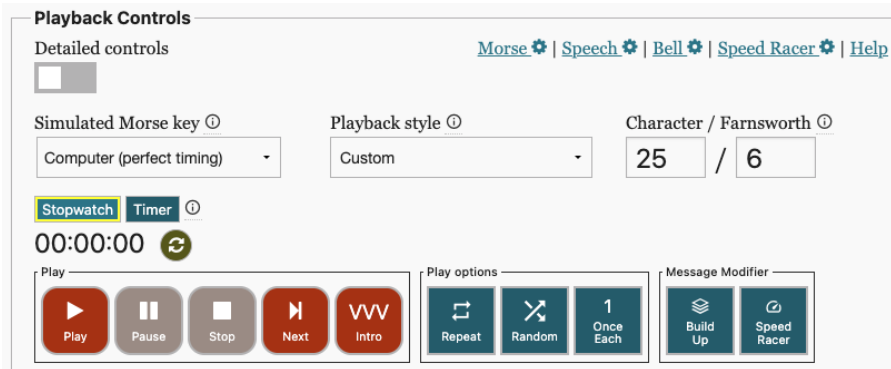 Playback Controls
Detailed controls
Morse | Speech | Bell | Speed Racer | Help
Simulated Morse key
Playback style
Character / Farnsworth
Computer (perfect timing)
Custom
25 / 6
Stopwatch Timer
00:00:00
Play
Play options
Message Modifier
Play
Pause
Stop
Next
VVV
Intro
Repeat
Random
1
Once
Each
Build
Up
Speed
Racer